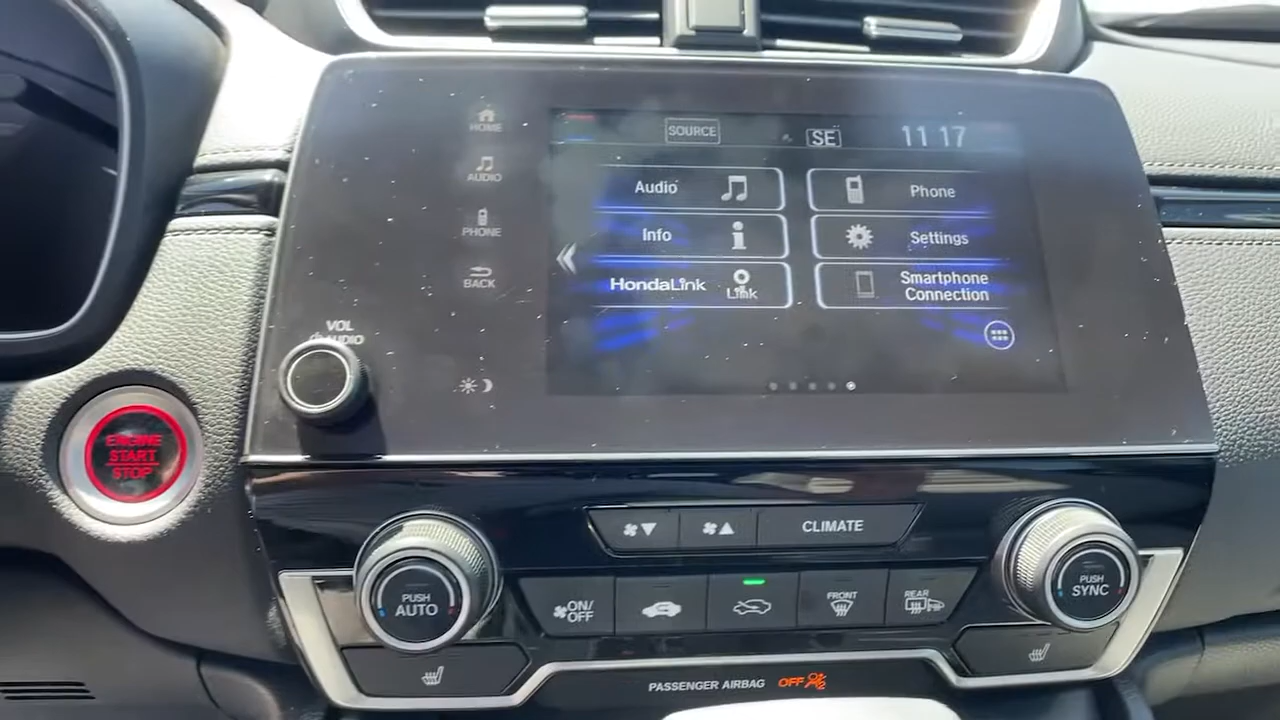 HOME
SOURCE
SE
11 17
AUDIO
Audio
Phone
PHONE
Info
Settings
BACK
HondaLink
Link
Smartphone
Connection
VOL
AUDIO
ENGINE
START
STOP
CLIMATE
PUSH
AUTO
ON/
OFF
FRONT
REAR
PUSH
SYNC
PASSENGER AIRBAG
OFF